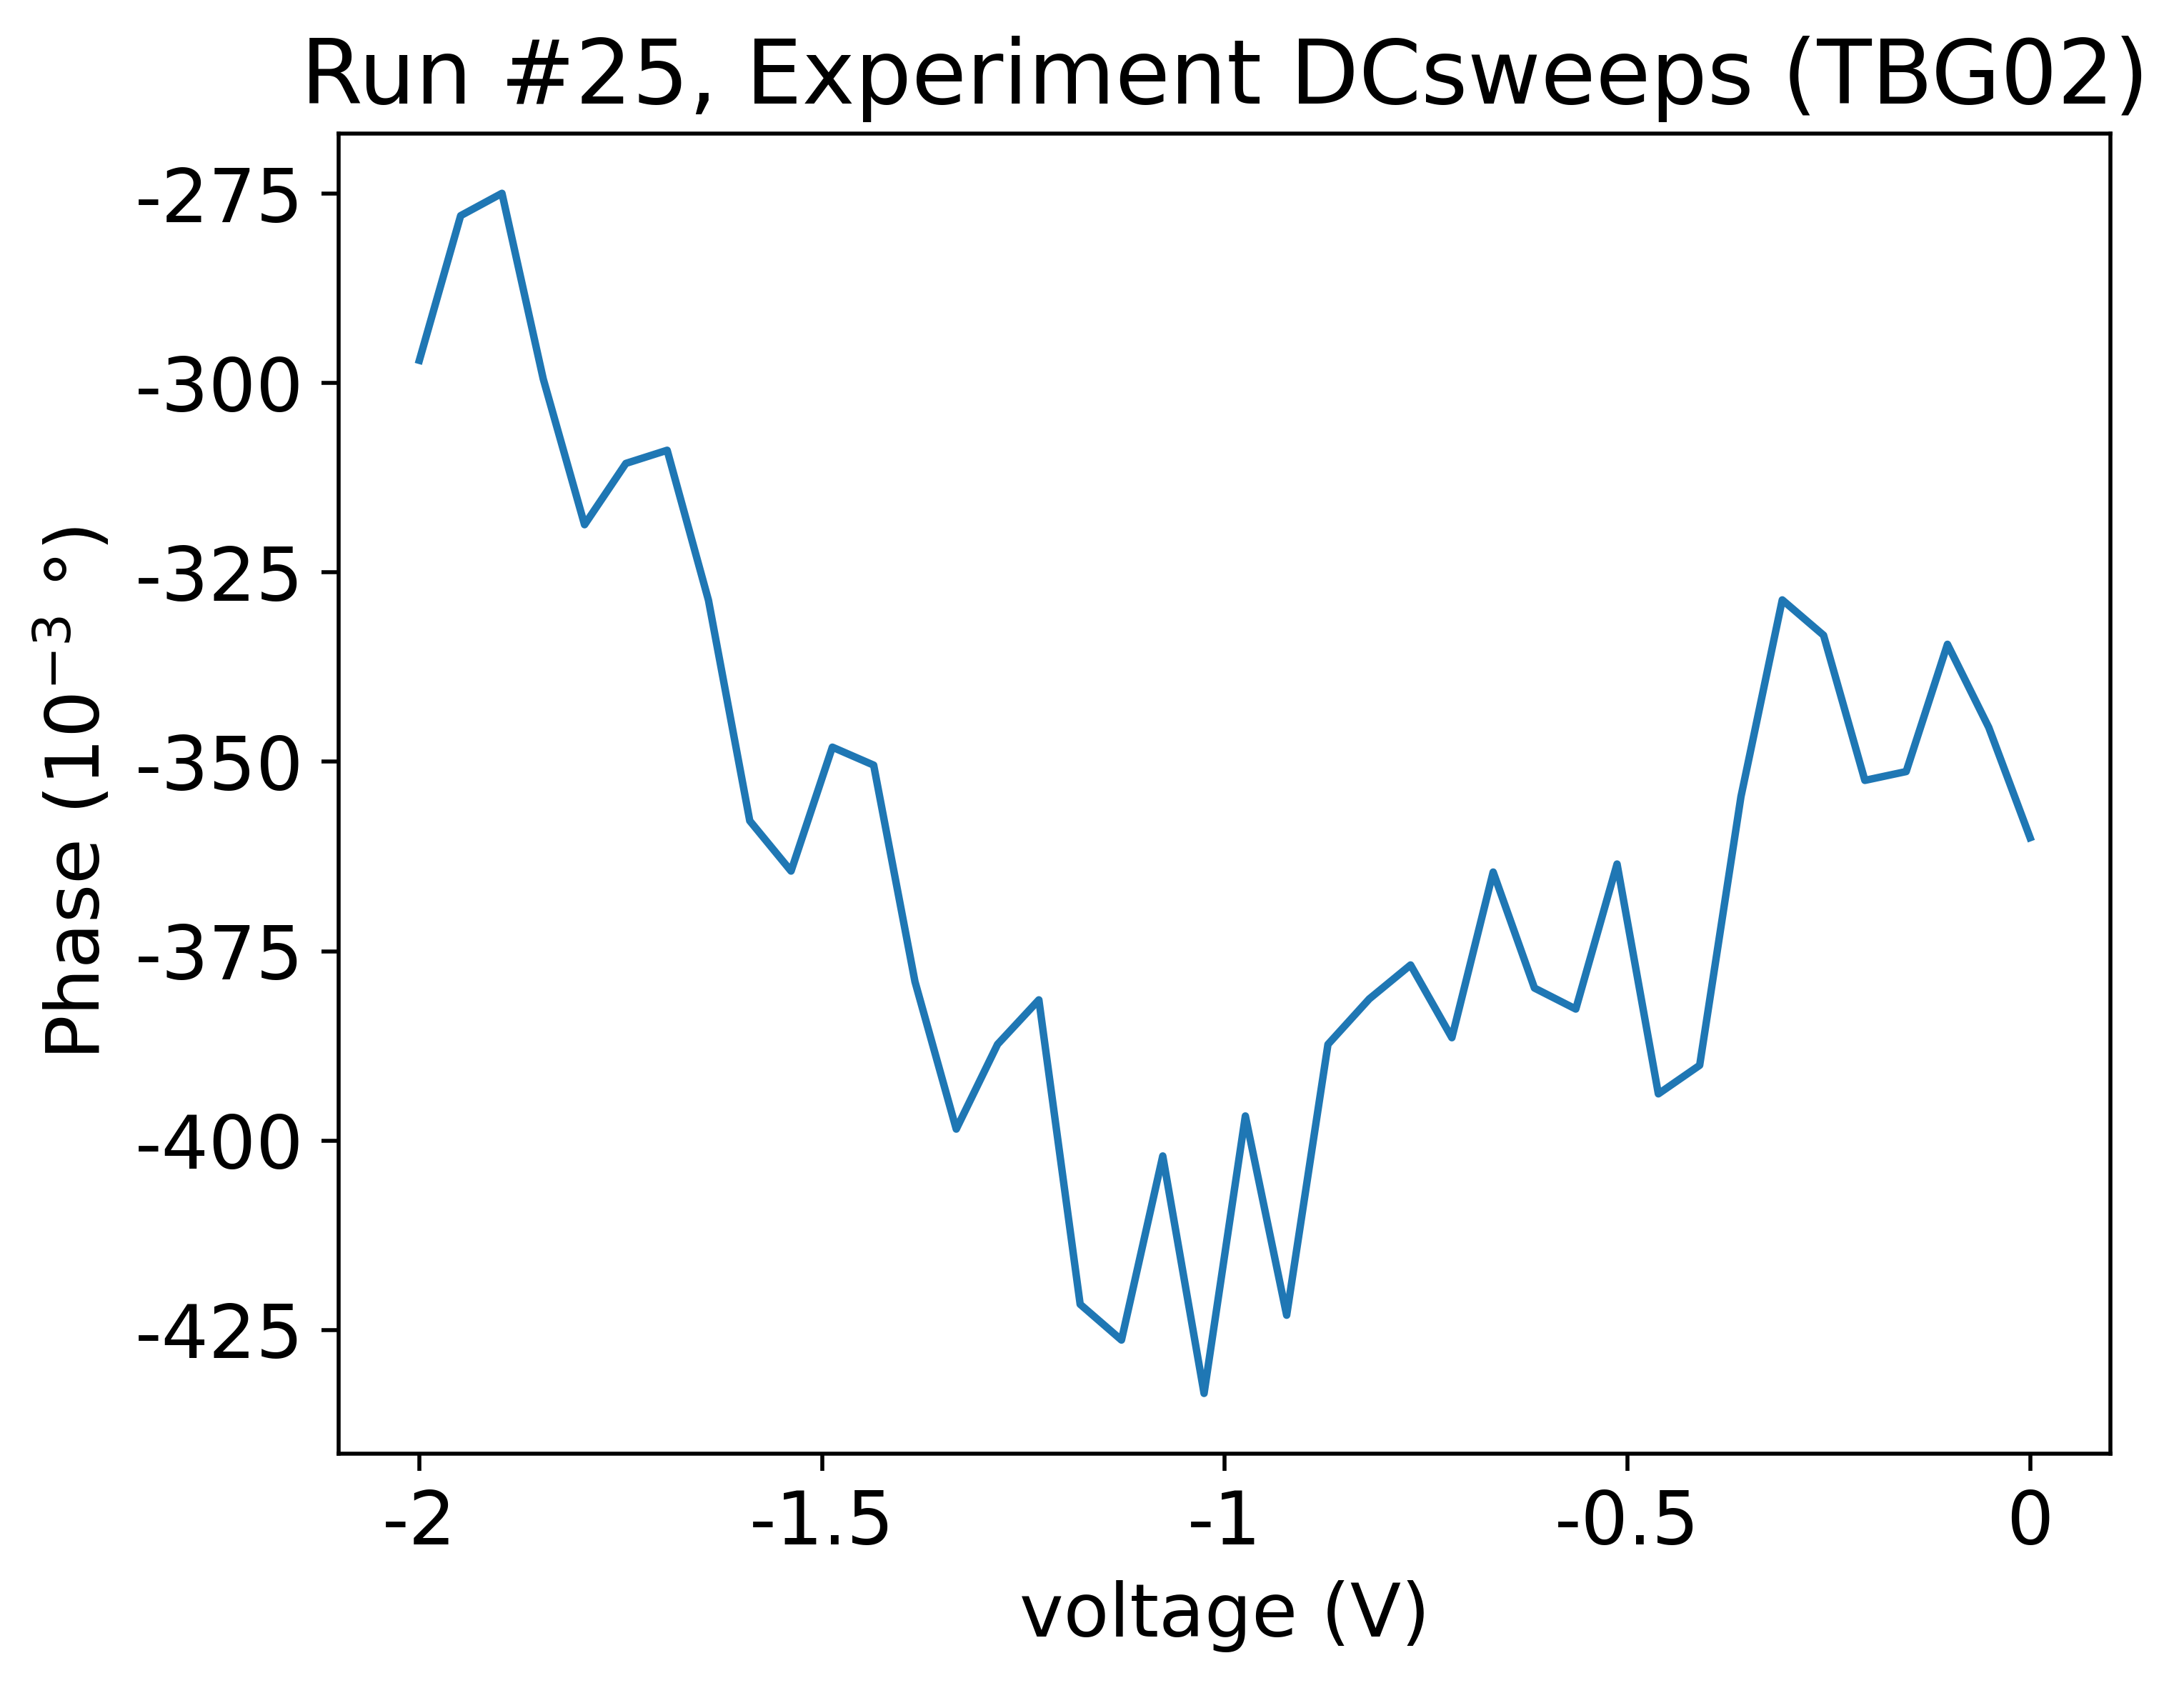 Run #25, Experiment DCsweeps (TBG02)
Phase (10⁻³ °)
-275
-300
-325
-350
-375
-400
-425
-2 -1.5 -1 -0.5 0
voltage (V)